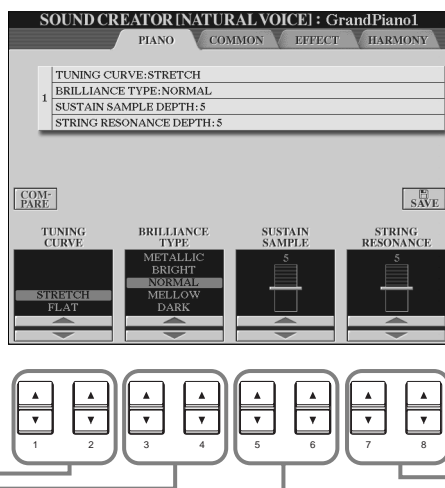 SOUND CREATOR [NATURAL VOICE] : GrandPiano1
PIANO COMMON EFFECT HARMONY
1
TUNING CURVE:STRETCH
BRILLIANCE TYPE:NORMAL
SUSTAIN SAMPLE DEPTH:5
STRING RESONANCE DEPTH:5
COM-
PARE
SAVE
TUNING
CURVE
STRETCH
FLAT
BRILLIANCE
TYPE
METALLIC
BRIGHT
NORMAL
MELLOW
DARK
SUSTAIN
SAMPLE
5
STRING
RESONANCE
5
1 2 3 4 5 6 7 8